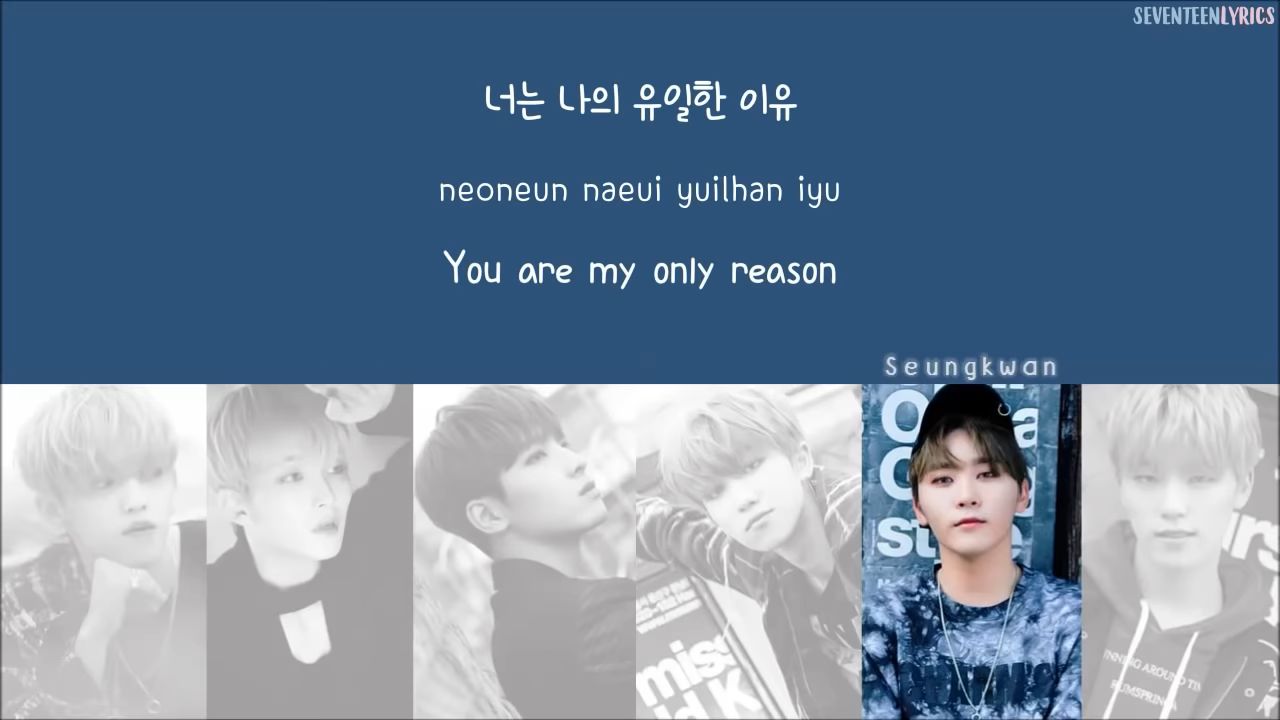 SEVENTEENLYRICS
너는 나의 유일한 이유
neoneun naeui yuilhan iyu
You are my only reason
Seungkwan